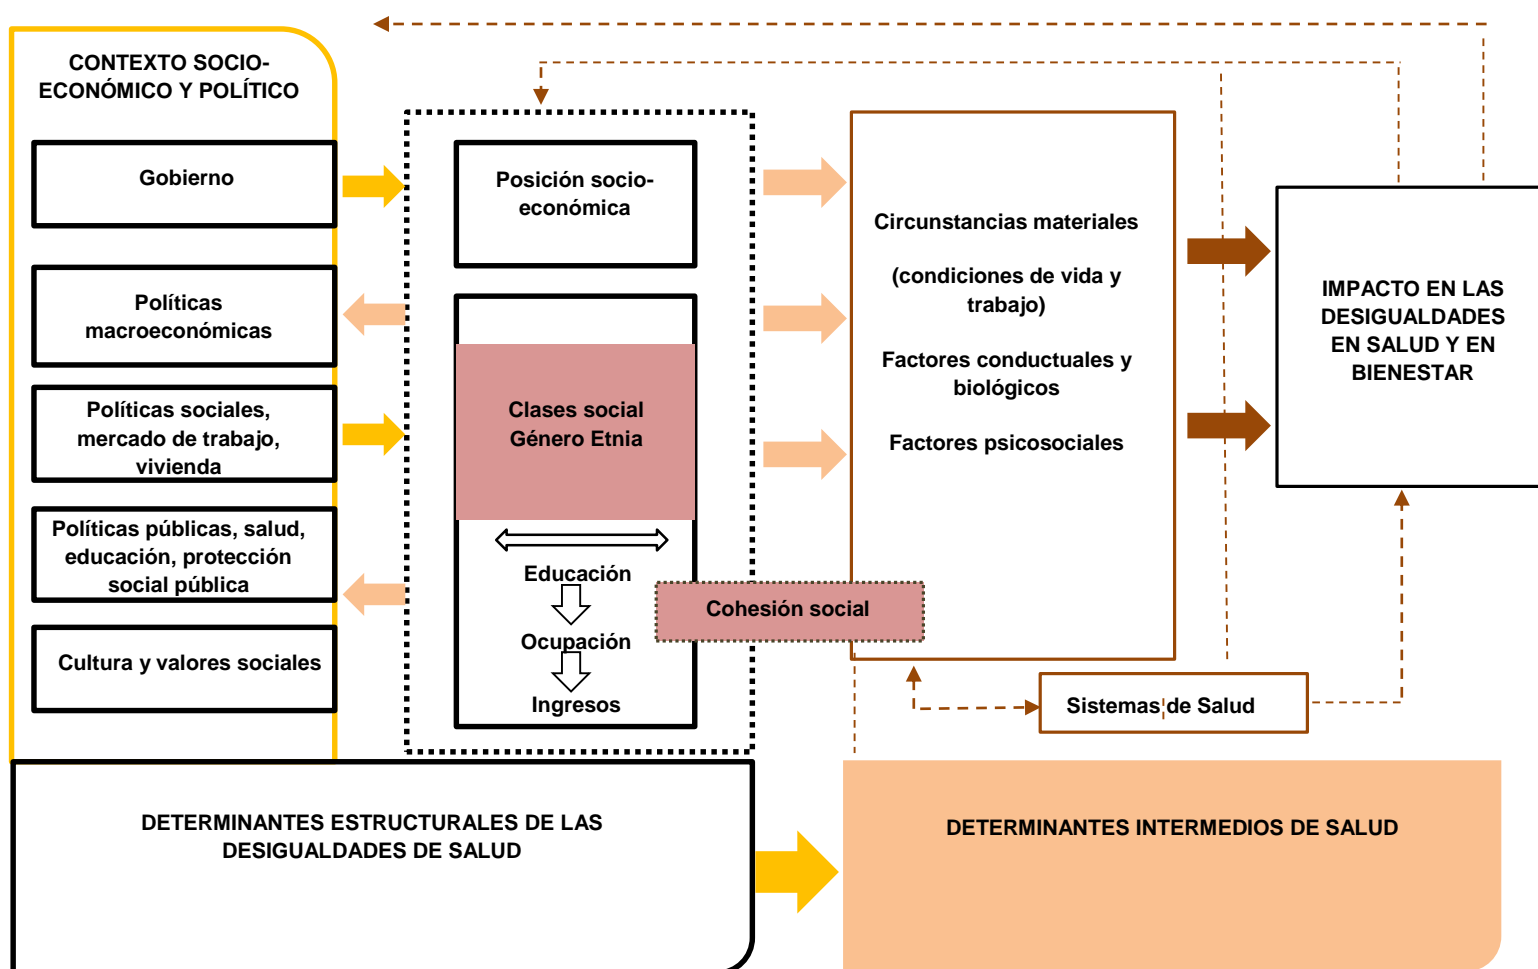 CONTEXTO SOCIO-
ECONÓMICO Y POLÍTICO
Gobierno
Políticas
macroeconómicas
Políticas sociales,
mercado de trabajo,
vivienda
Políticas públicas, salud,
educación, protección
social pública
Cultura y valores sociales
Posición socio-
económica
Clases social
Género Etnia
Educación
Ocupación
Ingresos
Cohesión social
Circunstancias materiales
(condiciones de vida y
trabajo)
Factores conductuales y
biológicos
Factores psicosociales
Sistemas de Salud
IMPACTO EN LAS
DESIGUALDADES
EN SALUD Y EN
BIENESTAR
DETERMINANTES ESTRUCTURALES DE LAS
DESIGUALDADES DE SALUD
DETERMINANTES INTERMEDIOS DE SALUD